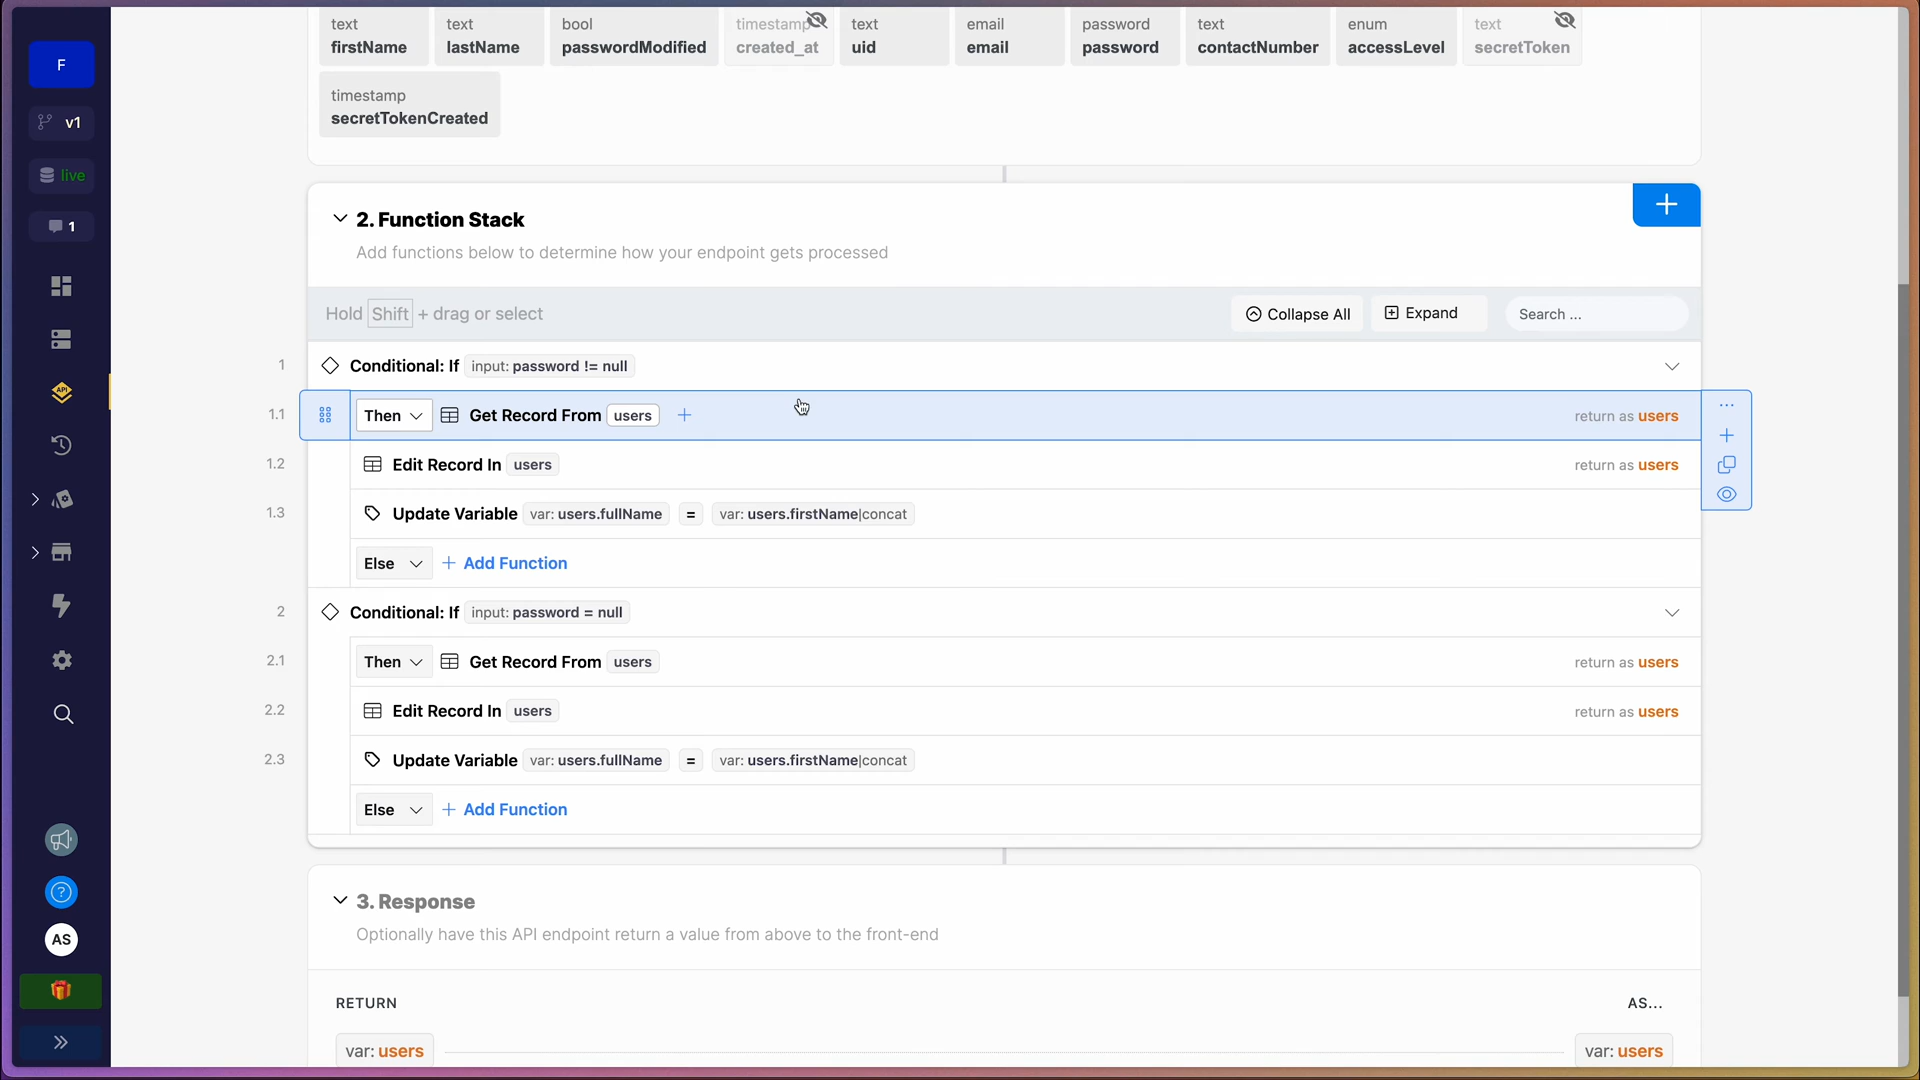 F
v1
live
1
AS
text
firstName
text
lastName
bool
passwordModified
timestamp
created_at
text
uid
email
email
password
password
text
contactNumber
enum
accessLevel
text
secretToken
timestamp
secretTokenCreated
2. Function Stack
Add functions below to determine how your endpoint gets processed
Hold Shift + drag or select
Collapse All
Expand
Search ...
1 Conditional: If input: password != null
1.1 Then Get Record From users + return as users
1.2 Edit Record In users return as users
1.3 Update Variable var: users.fullName = var: users.firstName|concat
Else + Add Function
2 Conditional: If input: password = null
2.1 Then Get Record From users return as users
2.2 Edit Record In users return as users
2.3 Update Variable var: users.fullName = var: users.firstName|concat
Else + Add Function
3. Response
Optionally have this API endpoint return a value from above to the front-end
RETURN AS...
var: users var: users